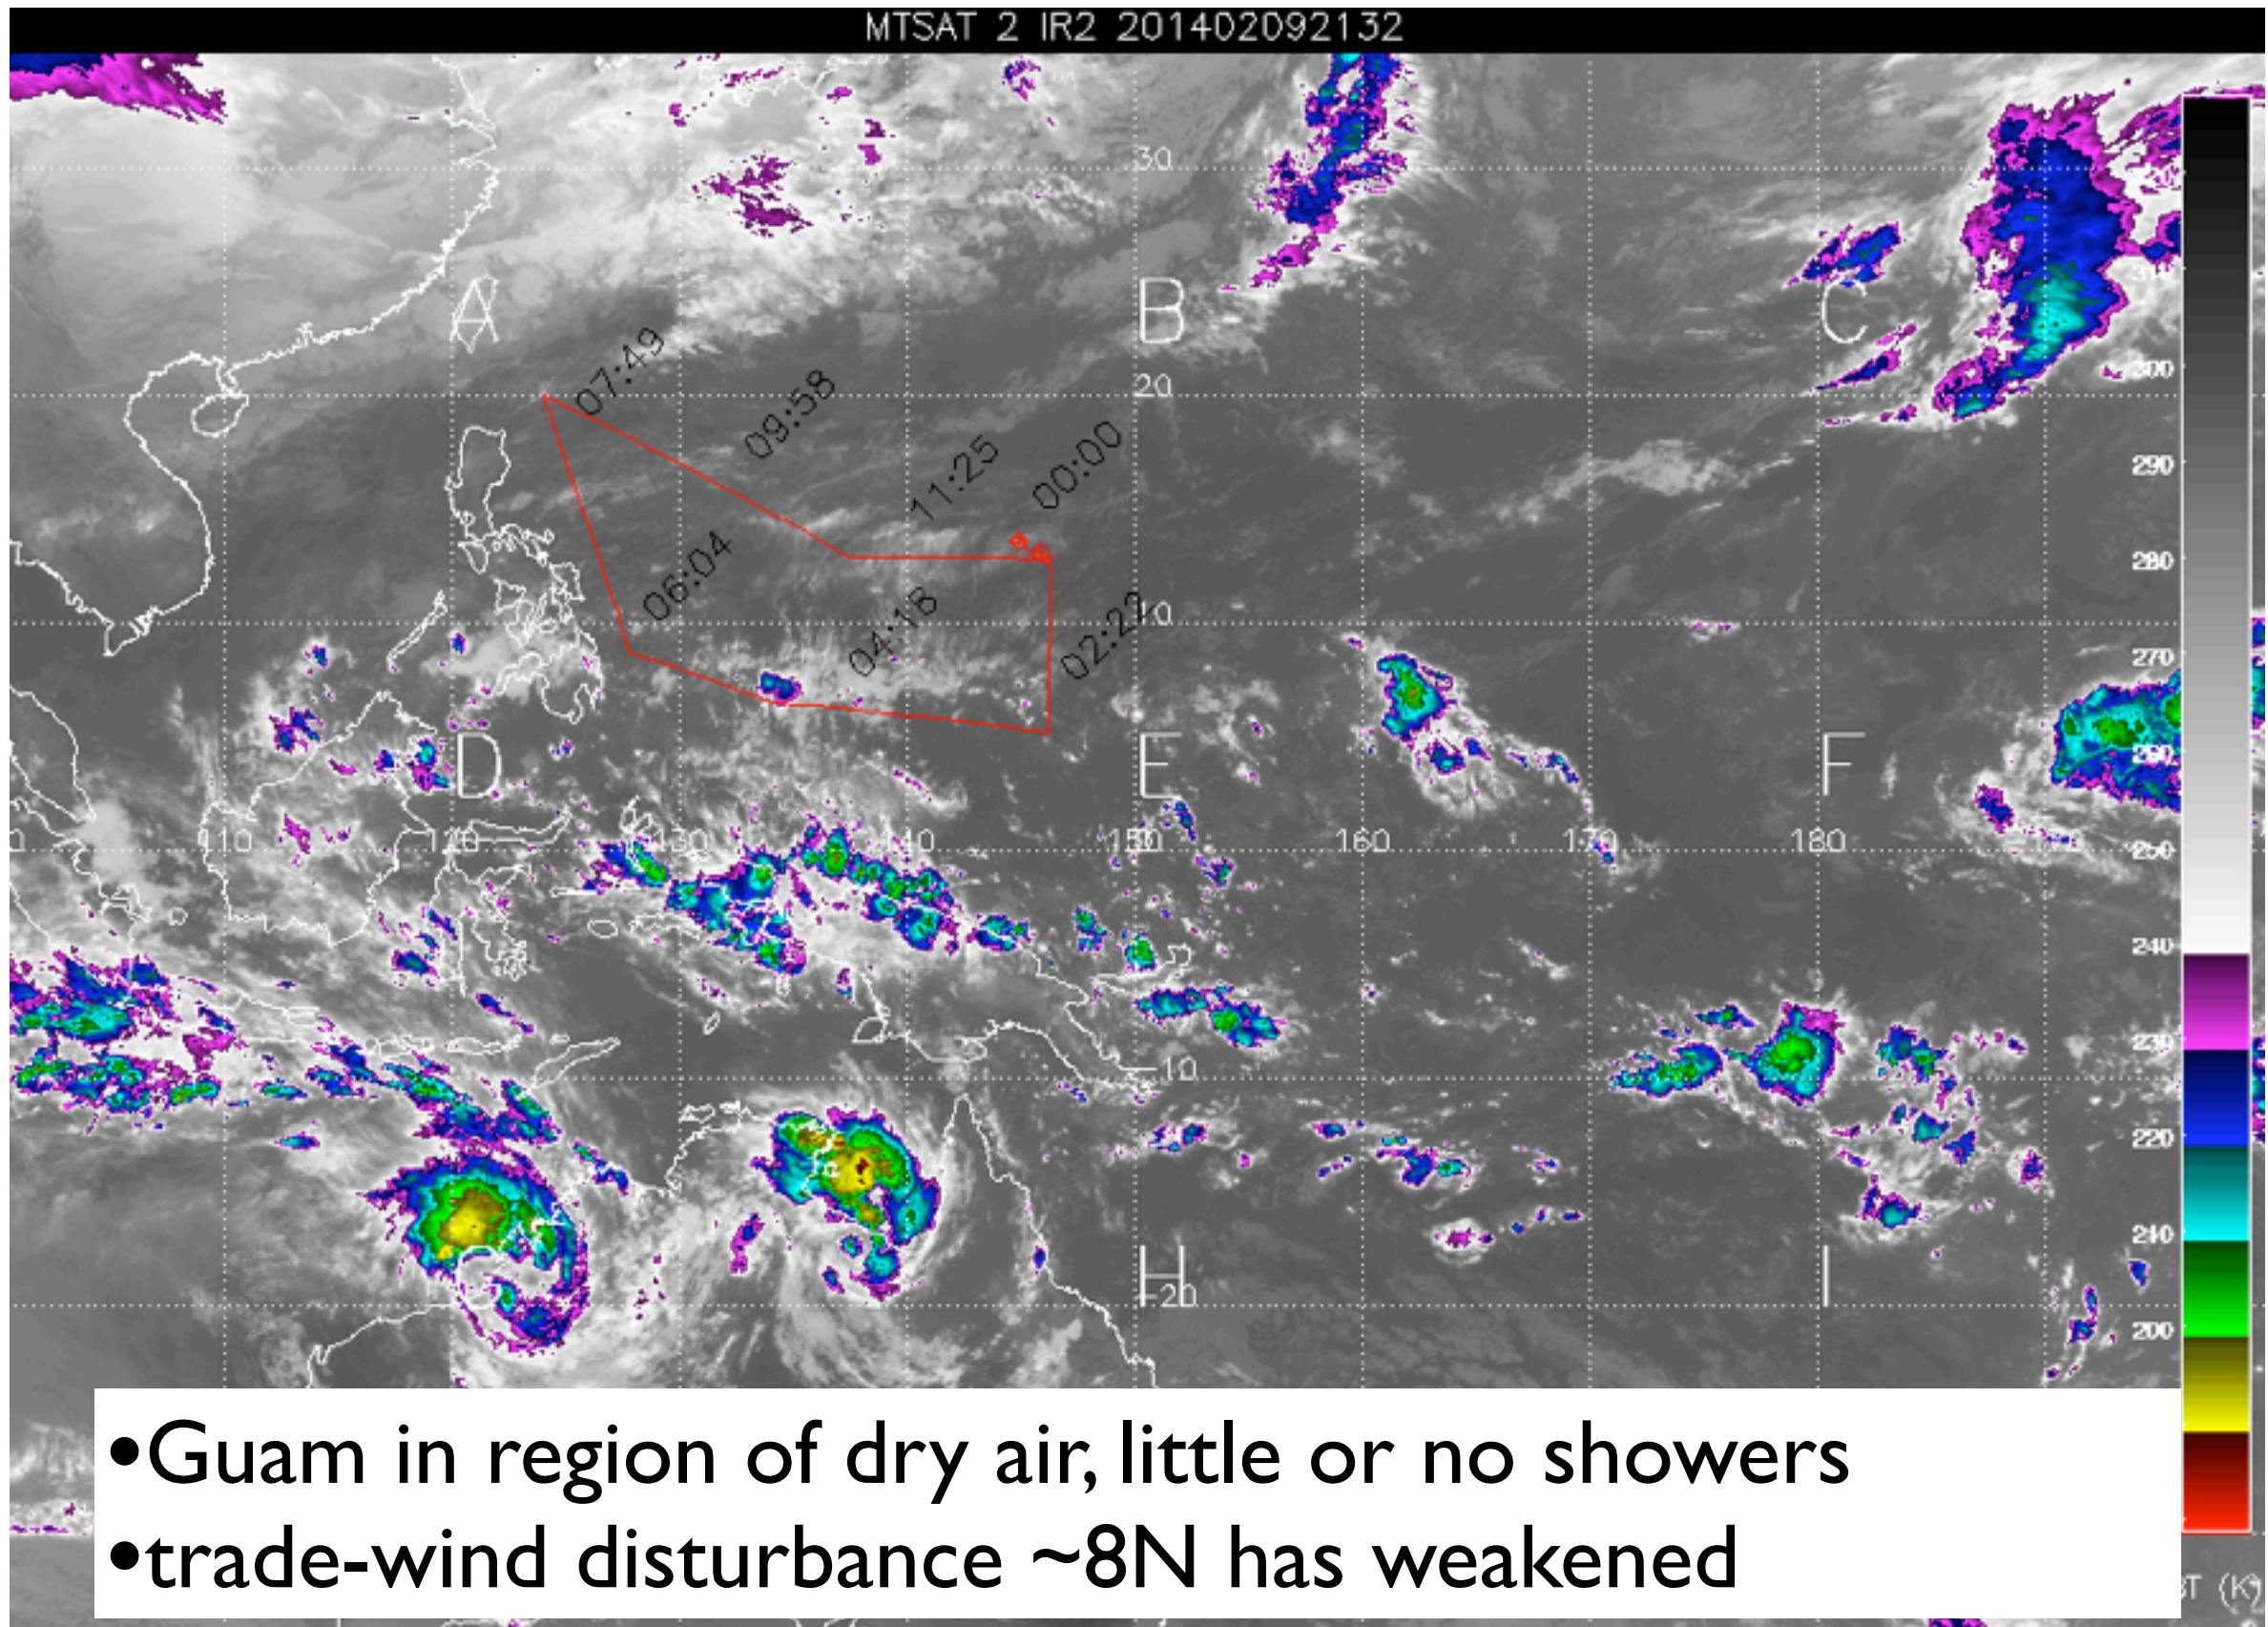 MTSAT 2 IR2 201402092132
30
A
B
C
07:49
300
20
09:58
11:25
00:00
290
280
06:04
04:18
10
02:22
270
D
E
F
260
110
120
130
140
150
160
170
180
250
240
230
-10
220
210
H
I
-20
200
•Guam in region of dry air, little or no showers
•trade-wind disturbance ~8N has weakened
BT (K)